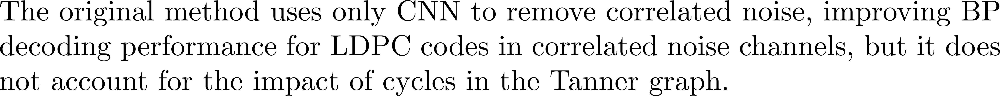 The original method uses only CNN to remove correlated noise, improving BP
decoding performance for LDPC codes in correlated noise channels, but it does
not account for the impact of cycles in the Tanner graph.